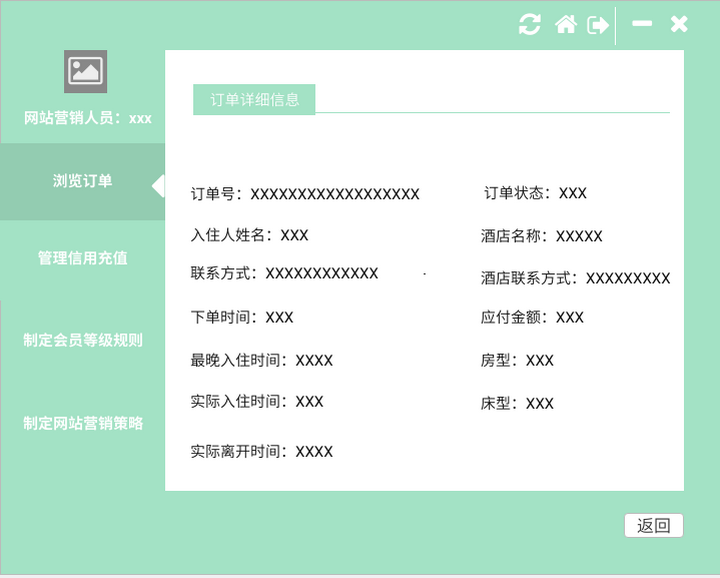 网站营销人员：xxx
浏览订单
管理信用充值
制定会员等级规则
制定网站营销策略
订单详细信息
订单号：XXXXXXXXXXXXXXXXXX
订单状态：XXX
入住人姓名：XXX
酒店名称：XXXXX
联系方式：XXXXXXXXXXXX
酒店联系方式：XXXXXXXXX
下单时间：XXX
应付金额：XXX
最晚入住时间：XXXX
房型：XXX
实际入住时间：XXX
床型：XXX
实际离开时间：XXXX
返回